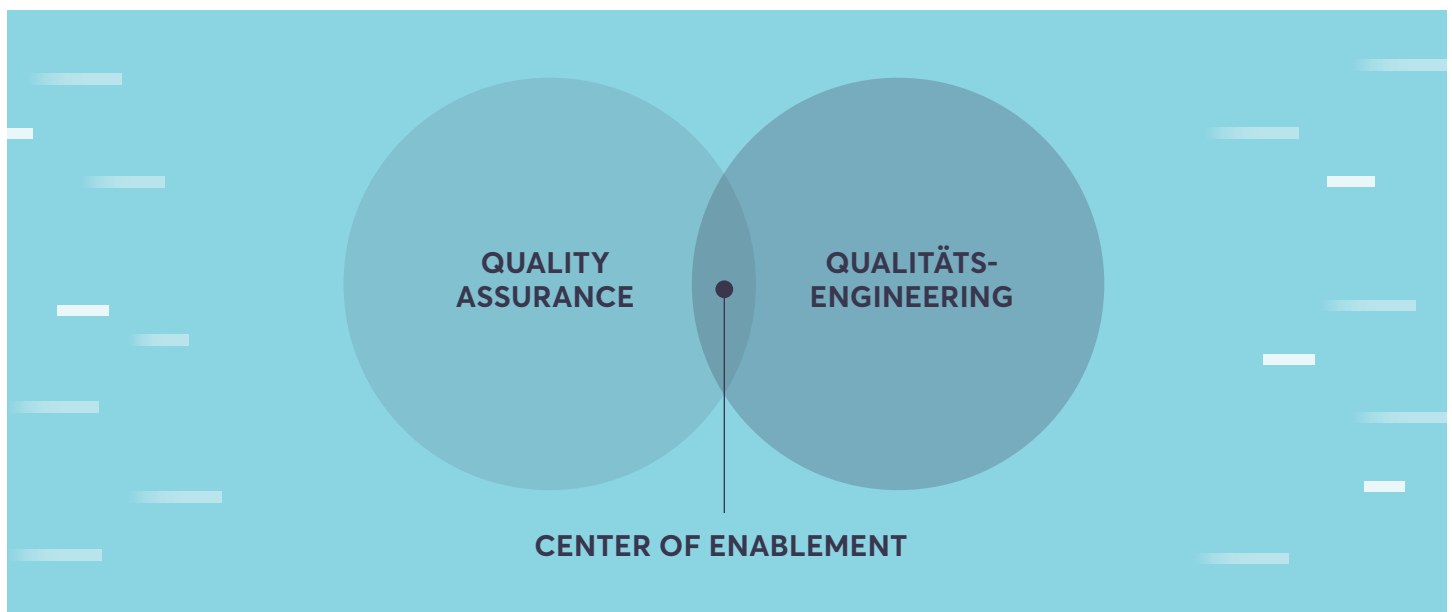 QUALITY
ASSURANCE
QUALITÄTS-
ENGINEERING
CENTER OF ENABLEMENT